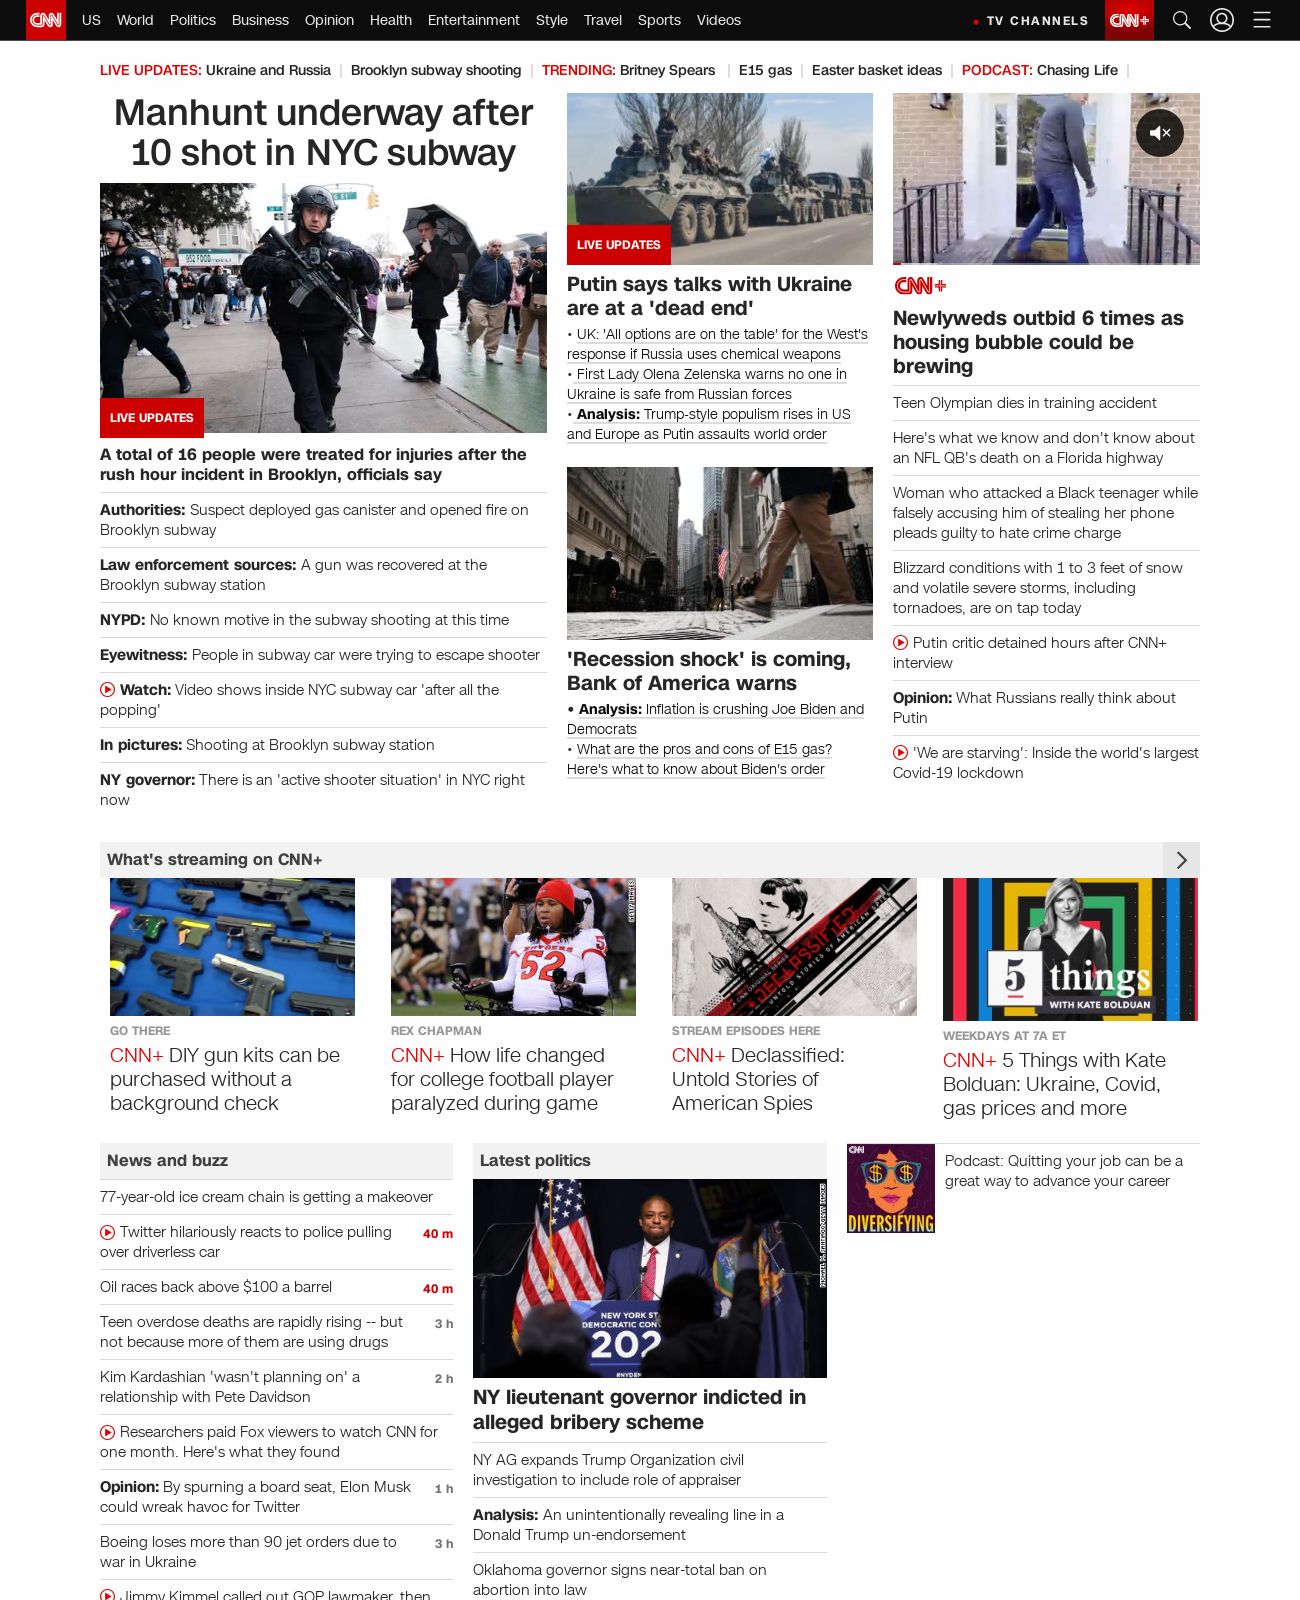 CNN US World Politics Business Opinion Health Entertainment Style Travel Sports Videos TV CHANNELS CNN+
LIVE UPDATES: Ukraine and Russia Brooklyn subway shooting TRENDING: Britney Spears E15 gas Easter basket ideas PODCAST: Chasing Life
Manhunt underway after
10 shot in NYC subway
952 FOOD DELI
LIVE UPDATES
A total of 16 people were treated for injuries after the
rush hour incident in Brooklyn, officials say
Authorities: Suspect deployed gas canister and opened fire on
Brooklyn subway
Law enforcement sources: A gun was recovered at the
Brooklyn subway station
NYPD: No known motive in the subway shooting at this time
Eyewitness: People in subway car were trying to escape shooter
Watch: Video shows inside NYC subway car 'after all the
popping'
In pictures: Shooting at Brooklyn subway station
NY governor: There is an 'active shooter situation' in NYC right
now
LIVE UPDATES
Putin says talks with Ukraine
are at a 'dead end'
• UK: 'All options are on the table' for the West's
response if Russia uses chemical weapons
• First Lady Olena Zelenska warns no one in
Ukraine is safe from Russian forces
• Analysis: Trump-style populism rises in US
and Europe as Putin assaults world order
'Recession shock' is coming,
Bank of America warns
• Analysis: Inflation is crushing Joe Biden and
Democrats
• What are the pros and cons of E15 gas?
Here's what to know about Biden's order
CNN+
Newlyweds outbid 6 times as
housing bubble could be
brewing
Teen Olympian dies in training accident
Here's what we know and don't know about
an NFL QB's death on a Florida highway
Woman who attacked a Black teenager while
falsely accusing him of stealing her phone
pleads guilty to hate crime charge
Blizzard conditions with 1 to 3 feet of snow
and volatile severe storms, including
tornadoes, are on tap today
Putin critic detained hours after CNN+
interview
Opinion: What Russians really think about
Putin
'We are starving': Inside the world's largest
Covid-19 lockdown
What's streaming on CNN+
GO THERE
CNN+ DIY gun kits can be
purchased without a
background check
GETTY IMAGES
RUTGERS
52
REX CHAPMAN
CNN+ How life changed
for college football player
paralyzed during game
A CNN ORIGINAL SERIES
DECLASSIFIED
UNTOLD STORIES OF AMERICAN SPIES
STREAM EPISODES HERE
CNN+ Declassified:
Untold Stories of
American Spies
5 things
WITH KATE BOLDUAN
WEEKDAYS AT 7A ET
CNN+ 5 Things with Kate
Bolduan: Ukraine, Covid,
gas prices and more
News and buzz
77-year-old ice cream chain is getting a makeover
Twitter hilariously reacts to police pulling 40 m
over driverless car
Oil races back above $100 a barrel 40 m
Teen overdose deaths are rapidly rising -- but 3 h
not because more of them are using drugs
Kim Kardashian 'wasn't planning on' a 2 h
relationship with Pete Davidson
Researchers paid Fox viewers to watch CNN for
one month. Here's what they found
Opinion: By spurning a board seat, Elon Musk 1 h
could wreak havoc for Twitter
Boeing loses more than 90 jet orders due to 3 h
war in Ukraine
Jimmy Kimmel called out GOP lawmaker, then
Latest politics
NEW YORK ST
DEMOCRATIC CON
202
#NYDEM
NY lieutenant governor indicted in
alleged bribery scheme
NY AG expands Trump Organization civil
investigation to include role of appraiser
Analysis: An unintentionally revealing line in a
Donald Trump un-endorsement
Oklahoma governor signs near-total ban on
abortion into law
CNN
DIVERSIFYING
Podcast: Quitting your job can be a
great way to advance your career